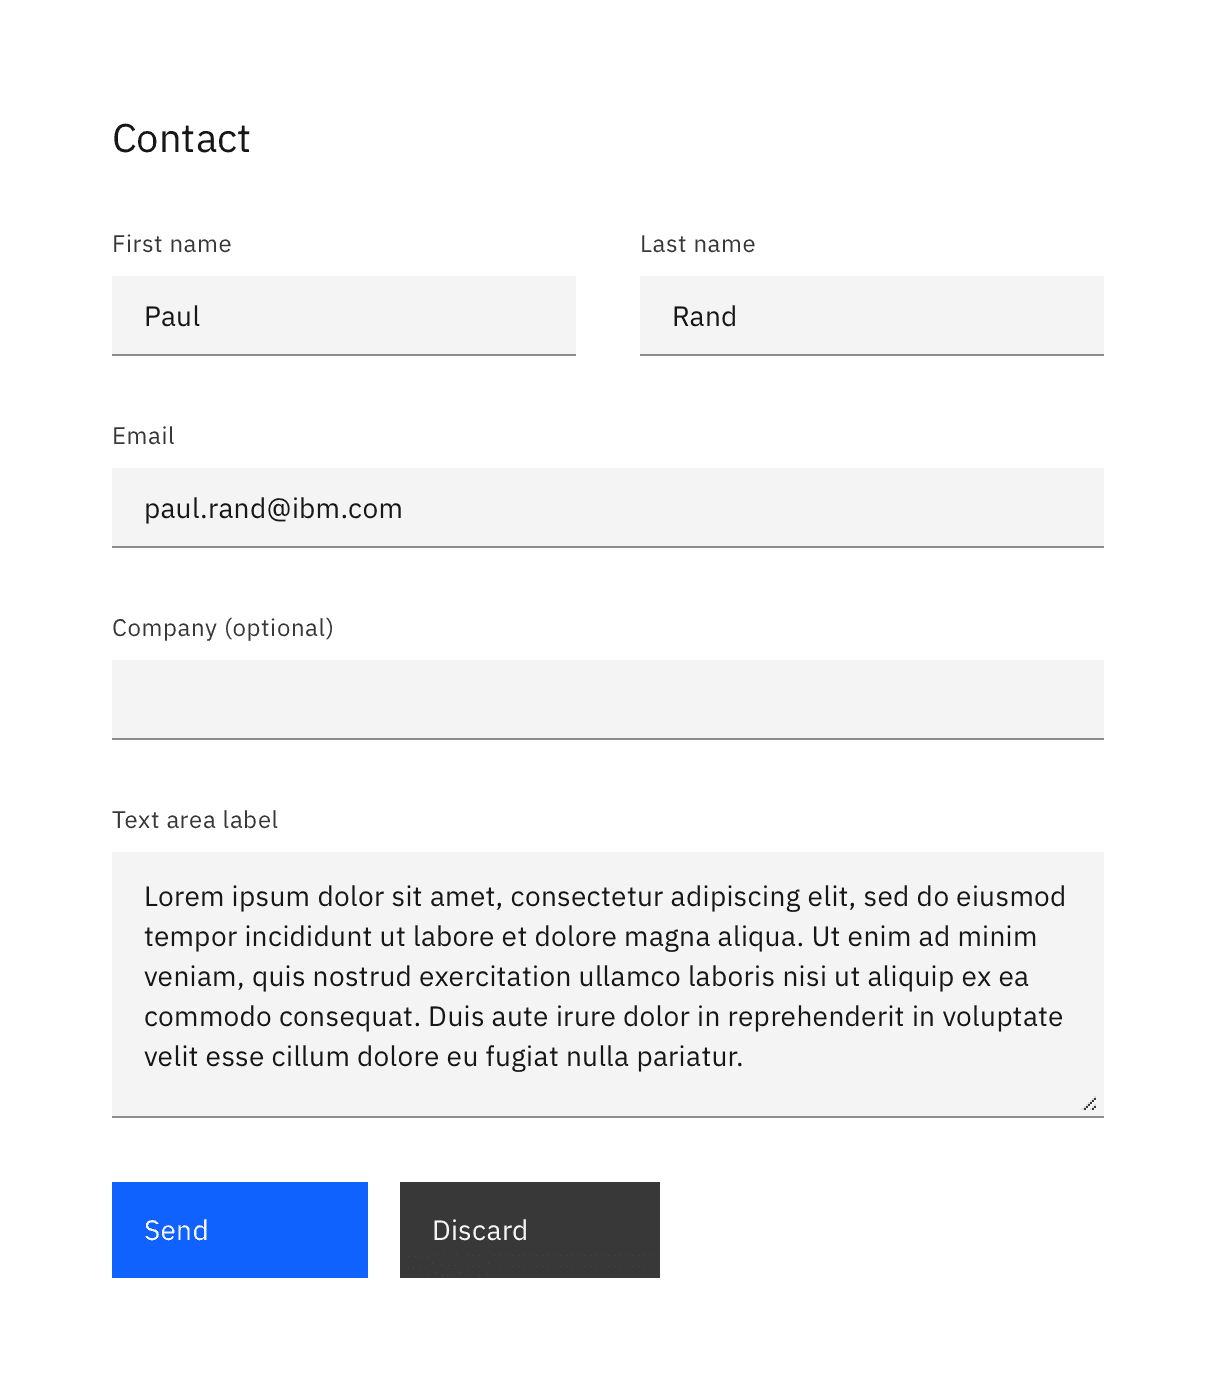 Contact
First name
Last name
Paul
Rand
Email
paul.rand@ibm.com
Company (optional)
Text area label
Lorem ipsum dolor sit amet, consectetur adipiscing elit, sed do eiusmod
tempor incididunt ut labore et dolore magna aliqua. Ut enim ad minim
veniam, quis nostrud exercitation ullamco laboris nisi ut aliquip ex ea
commodo consequat. Duis aute irure dolor in reprehenderit in voluptate
velit esse cillum dolore eu fugiat nulla pariatur.
Send
Discard